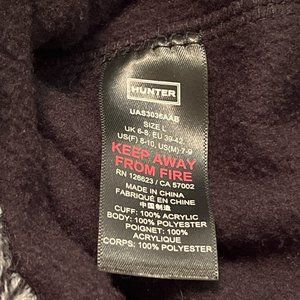 HUNTER
UAS3036AAB
SIZE L
UK 6-8, EU 39-42,
US(F) 8-10, US(M) 7-9
KEEP AWAY
FROM FIRE
RN 126623 / CA 57002
MADE IN CHINA
FABRIQUÉ EN CHINE
中国制造
CUFF: 100% ACRYLIC
BODY: 100% POLYESTER
POIGNET: 100%
ACRYLIQUE
CORPS: 100% POLYESTER